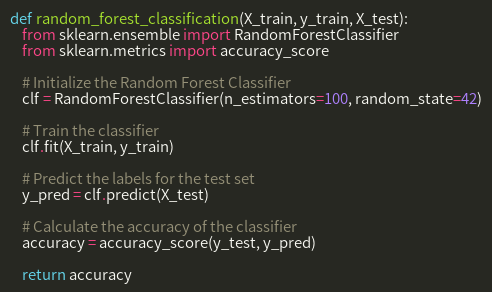 def random_forest_classification(X_train, y_train, X_test):
from sklearn.ensemble import RandomForestClassifier
from sklearn.metrics import accuracy_score
# Initialize the Random Forest Classifier
clf = RandomForestClassifier(n_estimators=100, random_state=42)
# Train the classifier
clf.fit(X_train, y_train)
# Predict the labels for the test set
y_pred = clf.predict(X_test)
# Calculate the accuracy of the classifier
accuracy = accuracy_score(y_test, y_pred)
return accuracy